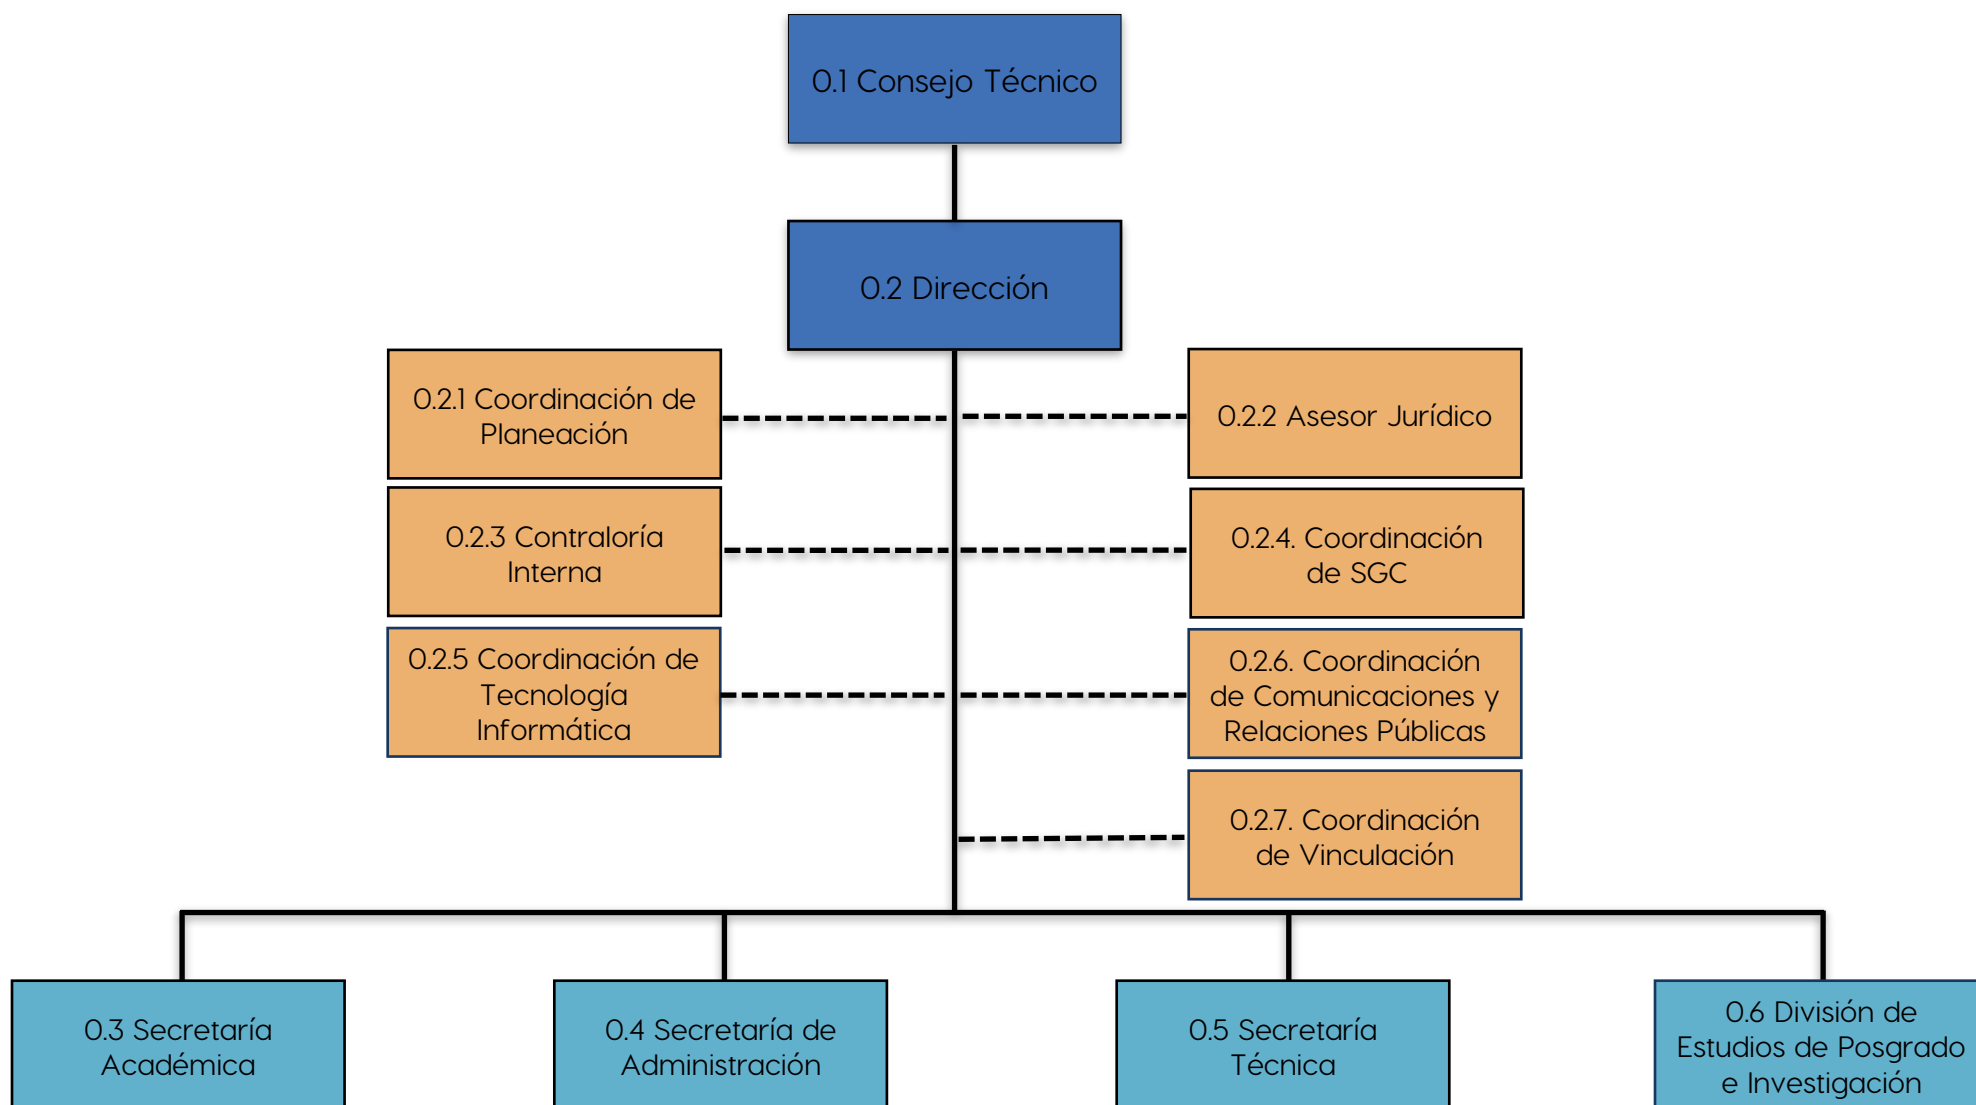 0.1 Consejo Técnico
0.2 Dirección
0.2.1 Coordinación de
Planeación
0.2.2 Asesor Jurídico
0.2.3 Contraloría
Interna
0.2.4. Coordinación
de SGC
0.2.5 Coordinación de
Tecnología
Informática
0.2.6. Coordinación
de Comunicaciones y
Relaciones Públicas
0.2.7. Coordinación
de Vinculación
0.3 Secretaría
Académica
0.4 Secretaría de
Administración
0.5 Secretaría
Técnica
0.6 División de
Estudios de Posgrado
e Investigación